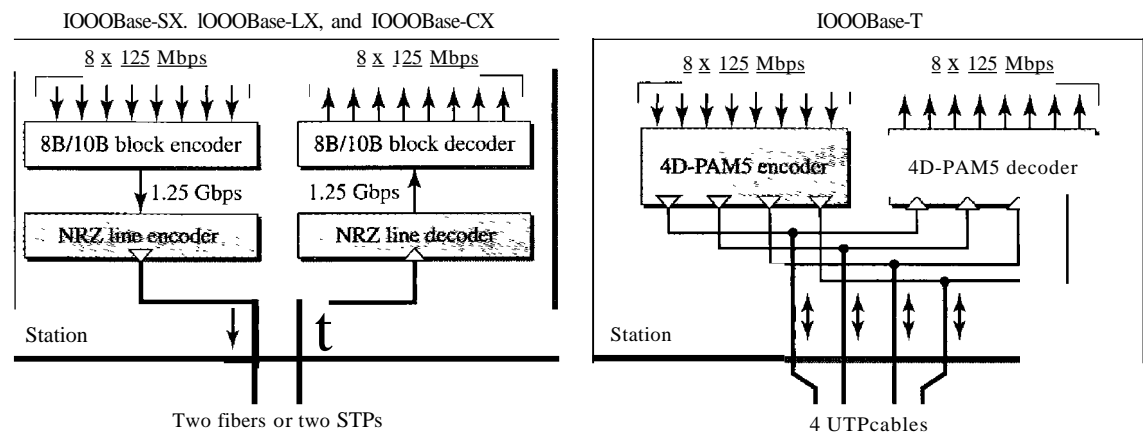 IOOOBase-SX. IOOOBase-LX, and IOOOBase-CX
8 x 125 Mbps
8 x 125 Mbps
8B/10B block encoder
8B/10B block decoder
1.25 Gbps
1.25 Gbps
NRZ line encoder
NRZ line decoder
Station
t
Two fibers or two STPs
IOOOBase-T
8 x 125 Mbps
8 x 125 Mbps
4D-PAM5 encoder
4D-PAM5 decoder
Station
4 UTPcables